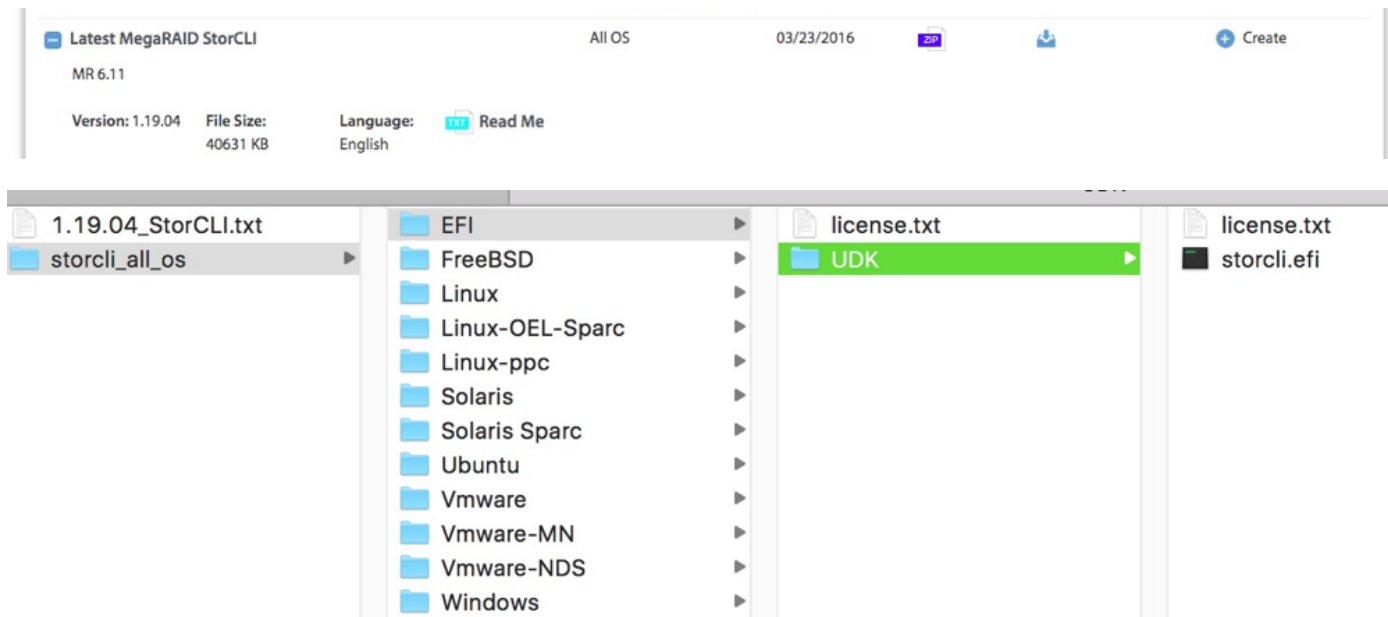 Latest MegaRAID StorCLI All OS 03/23/2016 ZIP Create
MR 6.11
Version: 1.19.04 File Size: Language: TXT Read Me
40631 KB English
1.19.04_StorCLI.txt EFI license.txt license.txt
storcli_all_os FreeBSD UDK storcli.efi
Linux
Linux-OEL-Sparc
Linux-ppc
Solaris
Solaris Sparc
Ubuntu
Vmware
Vmware-MN
Vmware-NDS
Windows